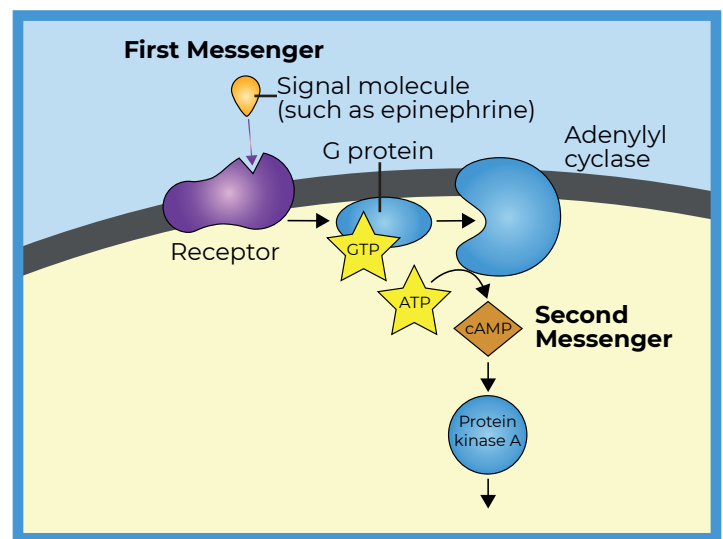 First Messenger
Signal molecule
(such as epinephrine)
G protein
Adenylyl
cyclase
Receptor
GTP
ATP
cAMP
Second
Messenger
Protein
kinase A